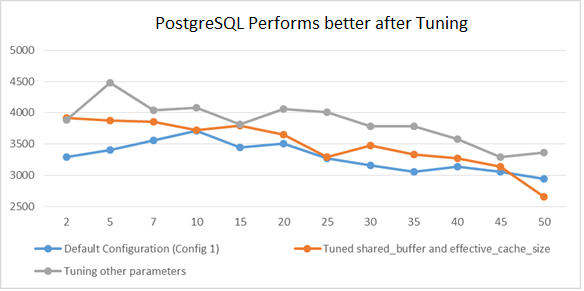 PostgreSQL Performs better after Tuning
5000
4500
4000
3500
3000
2500
2 5 7 10 15 20 25 30 35 40 45 50
Default Configuration (Config 1) Tuned shared_buffer and effective_cache_size
Tuning other parameters